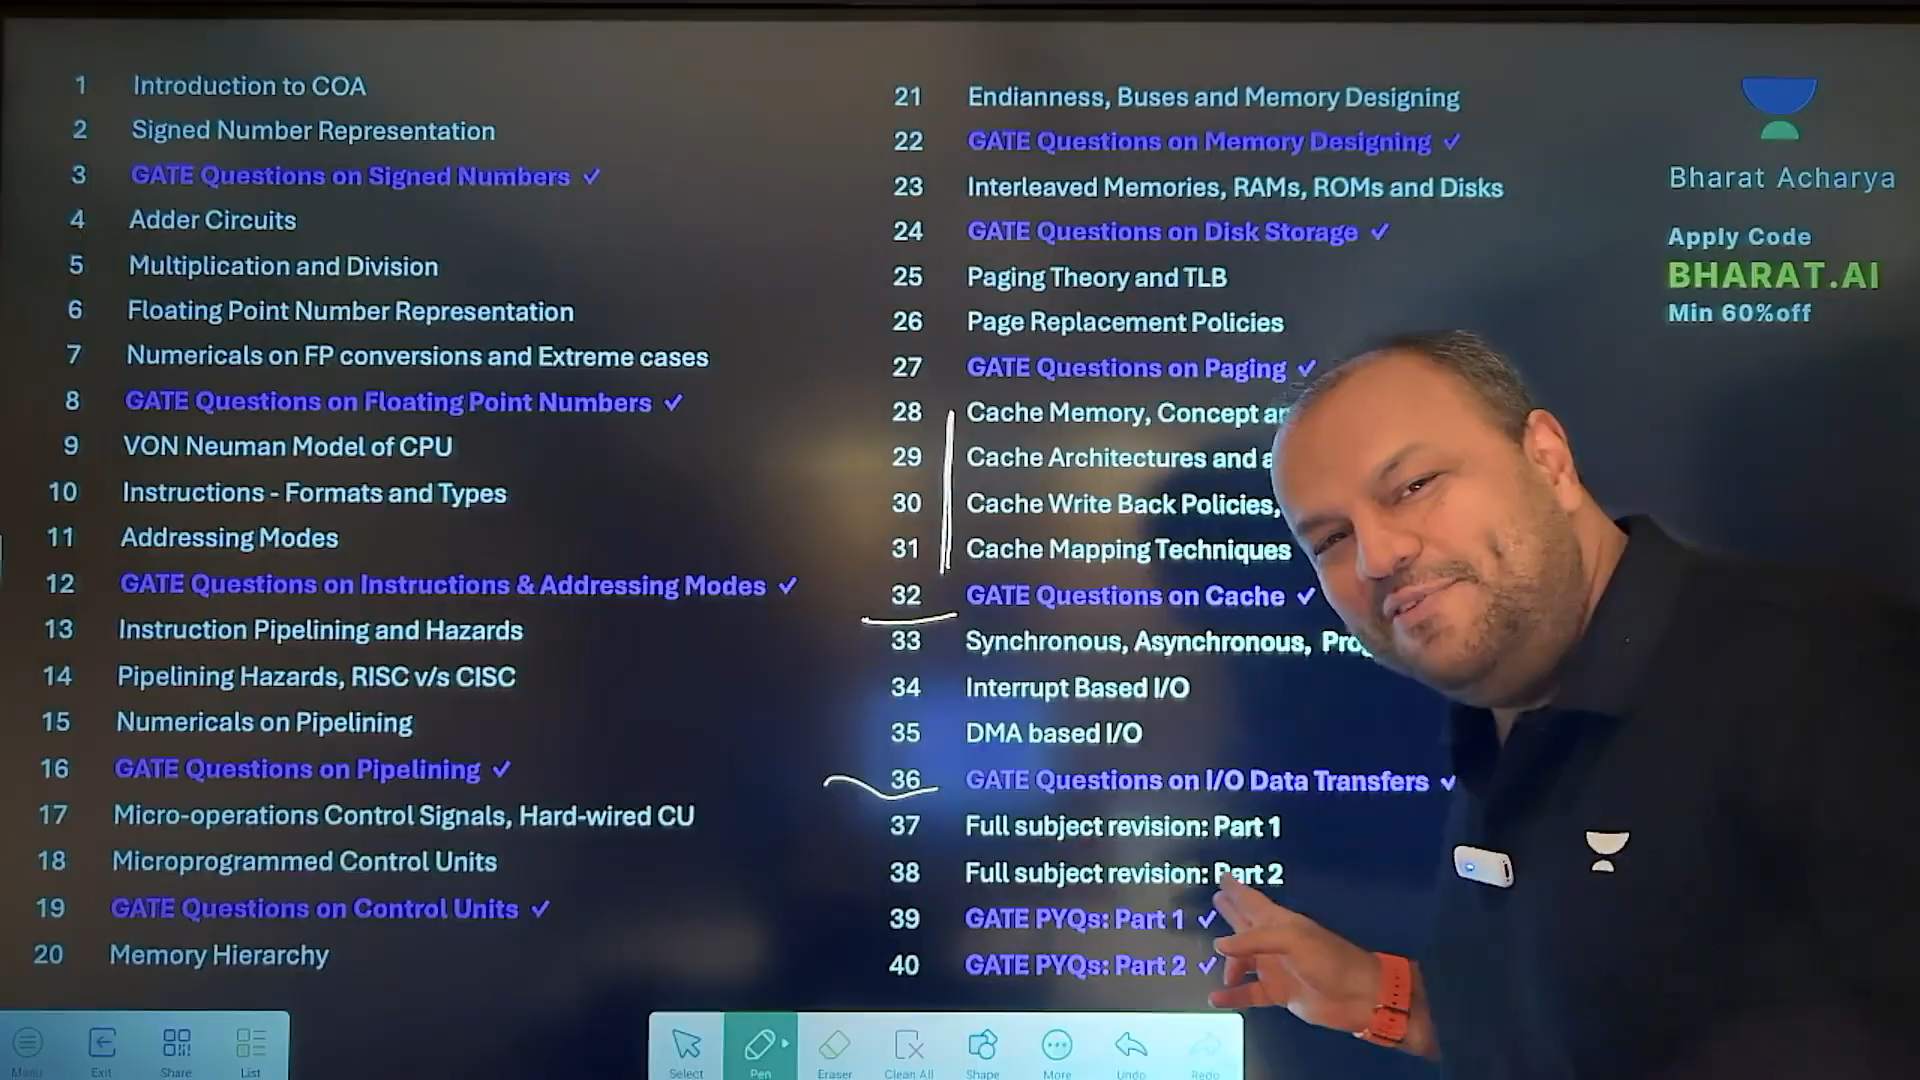 1 Introduction to COA
2 Signed Number Representation
3 GATE Questions on Signed Numbers ✓
4 Adder Circuits
5 Multiplication and Division
6 Floating Point Number Representation
7 Numericals on FP conversions and Extreme cases
8 GATE Questions on Floating Point Numbers ✓
9 VON Neuman Model of CPU
10 Instructions - Formats and Types
11 Addressing Modes
12 GATE Questions on Instructions & Addressing Modes ✓
13 Instruction Pipelining and Hazards
14 Pipelining Hazards, RISC v/s CISC
15 Numericals on Pipelining
16 GATE Questions on Pipelining ✓
17 Micro-operations Control Signals, Hard-wired CU
18 Microprogrammed Control Units
19 GATE Questions on Control Units ✓
20 Memory Hierarchy
21 Endianness, Buses and Memory Designing
22 GATE Questions on Memory Designing ✓
23 Interleaved Memories, RAMs, ROMs and Disks
24 GATE Questions on Disk Storage ✓
25 Paging Theory and TLB
26 Page Replacement Policies
27 GATE Questions on Paging ✓
28 Cache Memory, Concept
29 Cache Architectures and
30 Cache Write Back Policies,
31 Cache Mapping Techniques
32 GATE Questions on Cache ✓
33 Synchronous, Asynchronous,
34 Interrupt Based I/O
35 DMA based I/O
36 GATE Questions on I/O Data Transfers ✓
37 Full subject revision: Part 1
38 Full subject revision: Part 2
39 GATE PYQs: Part 1 ✓
40 GATE PYQs: Part 2 ✓
Bharat Acharya
Apply Code
BHARAT.AI
Min 60%off
Menu Exit Share List
Select Pen Eraser Clean All Shape More Undo Redo